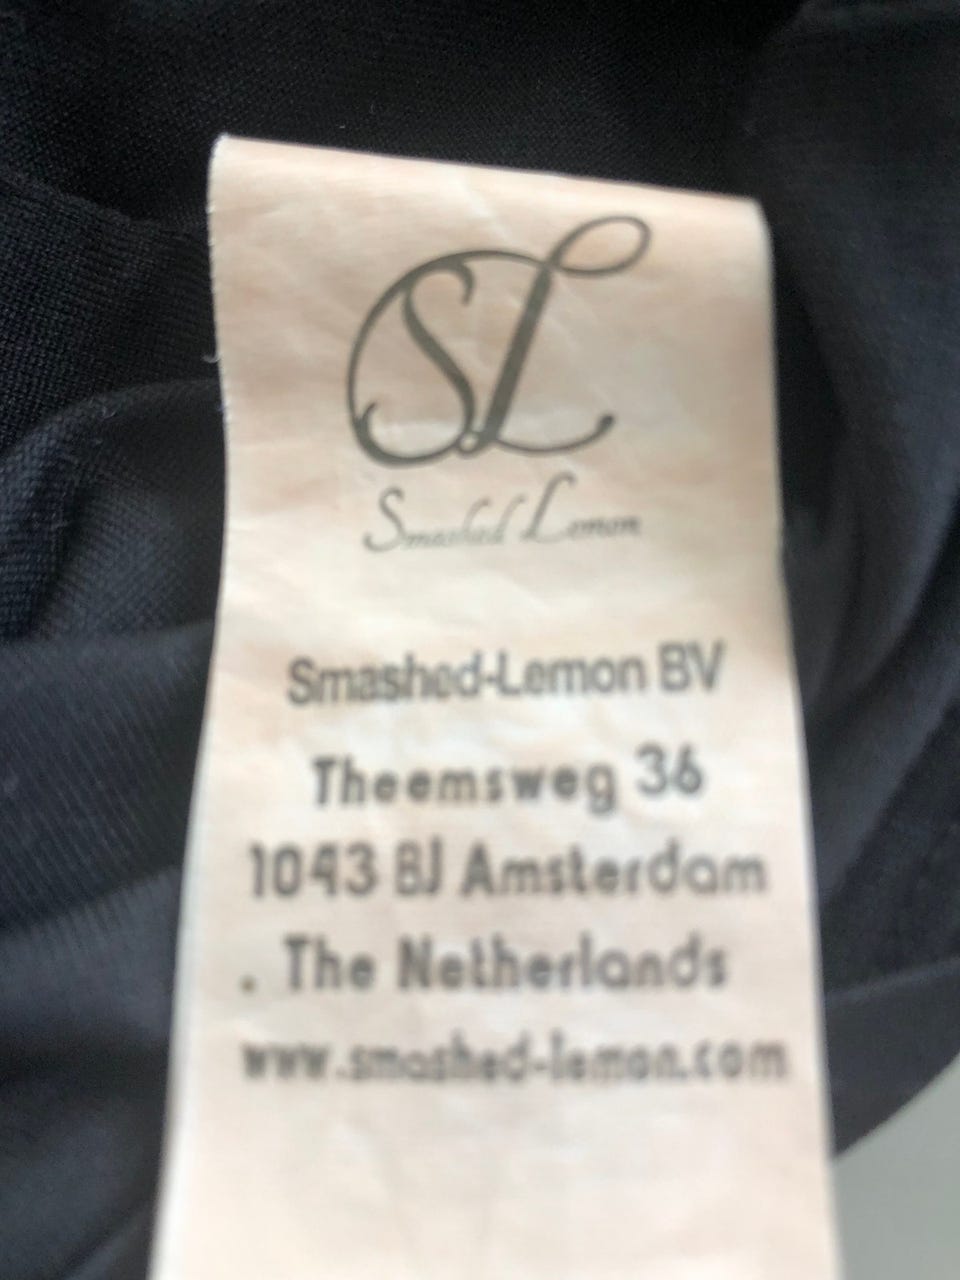 SL
Smashed Lemon
Smashed-Lemon BV
Theemsweg 36
1043 BJ Amsterdam
. The Netherlands
www.smashed-lemon.com